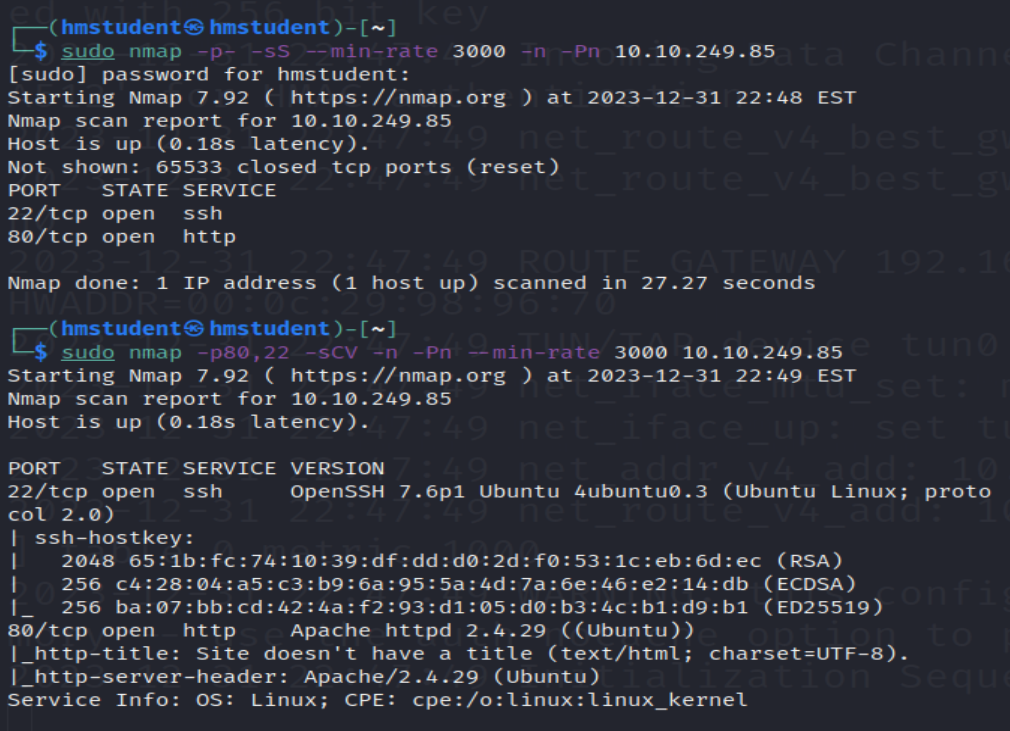 ┌──(hmstudent㉿hmstudent)-[~]
└─$ sudo nmap -p- -sS --min-rate 3000 -n -Pn 10.10.249.85
[sudo] password for hmstudent:
Starting Nmap 7.92 ( https://nmap.org ) at 2023-12-31 22:48 EST
Nmap scan report for 10.10.249.85
Host is up (0.18s latency).
Not shown: 65533 closed tcp ports (reset)
PORT   STATE SERVICE
22/tcp open  ssh
80/tcp open  http
Nmap done: 1 IP address (1 host up) scanned in 27.27 seconds
┌──(hmstudent㉿hmstudent)-[~]
└─$ sudo nmap -p80,22 -sCV -n -Pn --min-rate 3000 10.10.249.85
Starting Nmap 7.92 ( https://nmap.org ) at 2023-12-31 22:49 EST
Nmap scan report for 10.10.249.85
Host is up (0.18s latency).
PORT   STATE SERVICE VERSION
22/tcp open  ssh     OpenSSH 7.6p1 Ubuntu 4ubuntu0.3 (Ubuntu Linux; proto
col 2.0)
| ssh-hostkey:
|   2048 65:1b:fc:74:10:39:df:dd:d0:2d:f0:53:1c:eb:6d:ec (RSA)
|   256 c4:28:04:a5:c3:b9:6a:95:5a:4d:7a:6e:46:e2:14:db (ECDSA)
|_  256 ba:07:bb:cd:42:4a:f2:93:d1:05:d0:b3:4c:b1:d9:b1 (ED25519)
80/tcp open  http    Apache httpd 2.4.29 ((Ubuntu))
|_http-title: Site doesn't have a title (text/html; charset=UTF-8).
|_http-server-header: Apache/2.4.29 (Ubuntu)
Service Info: OS: Linux; CPE: cpe:/o:linux:linux_kernel